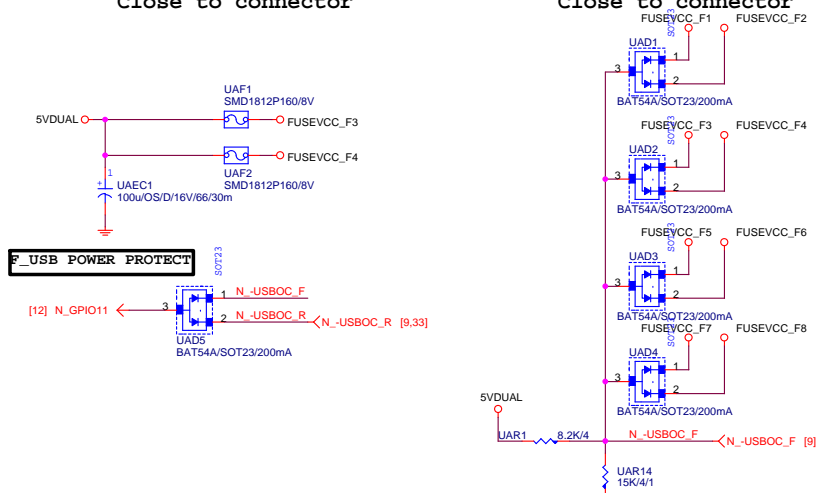 Close to connector
UAF1
SMD1812P160/8V
5VDUAL
FUSEVCC_F3
FUSEVCC_F4
UAF2
SMD1812P160/8V
1
+
UAEC1
100u/OS/D/16V/66/30m
F_USB POWER PROTECT
SOT23
[12] N_GPIO11
3
1
N_-USBOC_F
2
N_-USBOC_R
N_-USBOC_R [9,33]
UAD5
BAT54A/SOT23/200mA
Close to connector
SOT23
FUSEVCC_F1
FUSEVCC_F2
UAD1
3
1
2
BAT54A/SOT23/200mA
SOT23
FUSEVCC_F3
FUSEVCC_F4
UAD2
3
1
2
BAT54A/SOT23/200mA
SOT23
FUSEVCC_F5
FUSEVCC_F6
UAD3
3
1
2
BAT54A/SOT23/200mA
SOT23
FUSEVCC_F7
FUSEVCC_F8
UAD4
3
1
2
BAT54A/SOT23/200mA
5VDUAL
UAR1
8.2K/4
N_-USBOC_F
N_-USBOC_F [9]
UAR14
15K/4/1